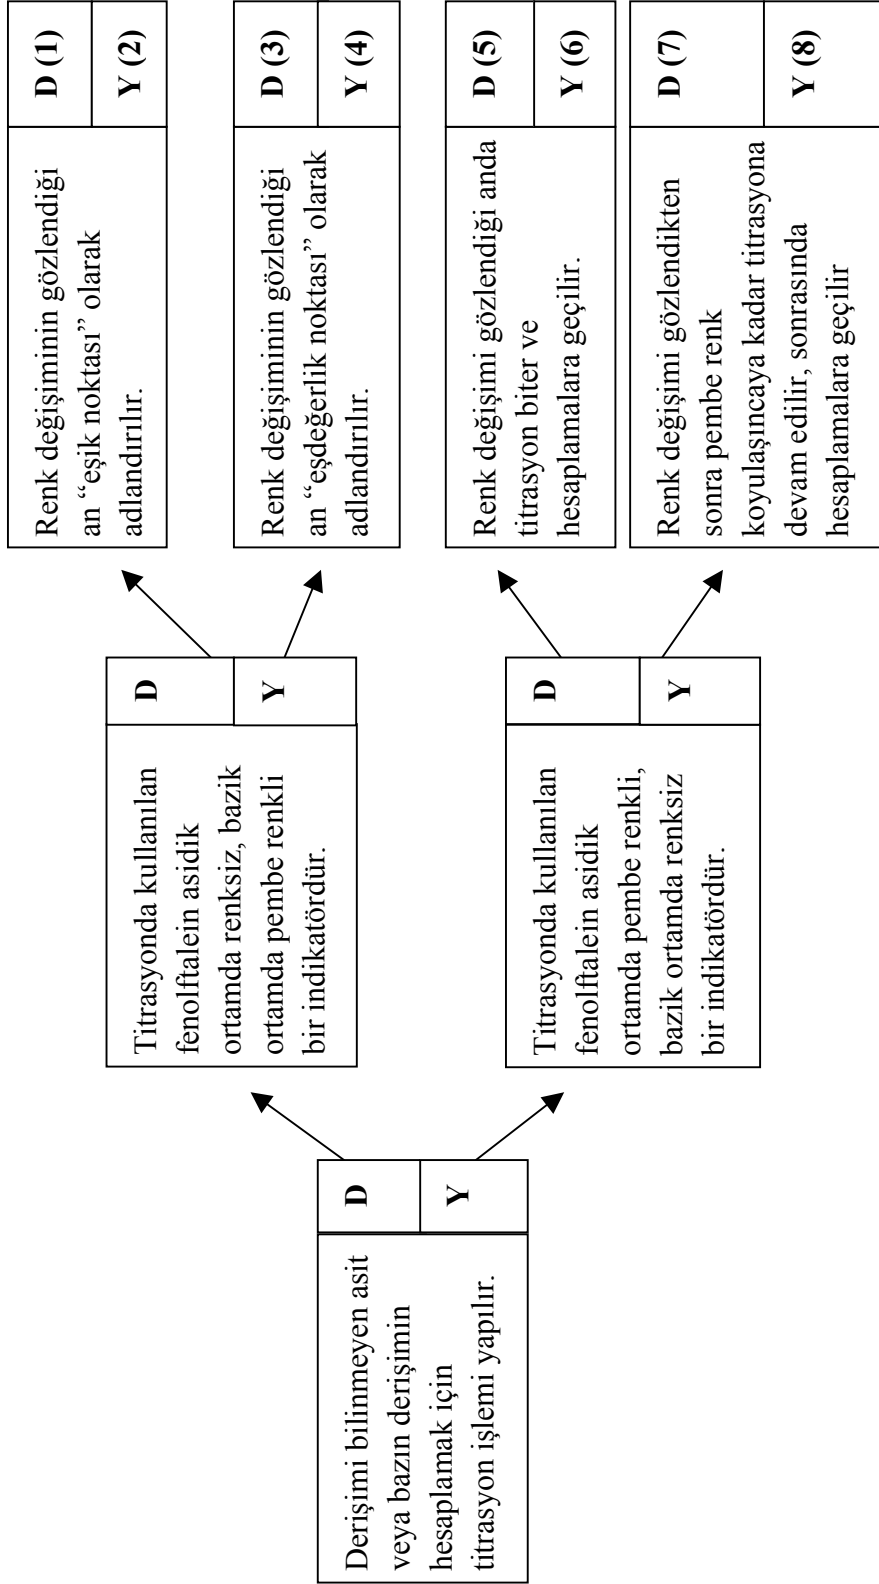 Derişimi bilinmeyen asit
veya bazın derişimin
hesaplamak için
titrasyon işlemi yapılır.
D
Y
Titrasyonda kullanılan
fenolftalein asidik
ortamda renksiz, bazik
ortamda pembe renkli
bir indikatördür.
D
Y
Titrasyonda kullanılan
fenolftalein asidik
ortamda pembe renkli,
bazik ortamda renksiz
bir indikatördür.
D
Y
Renk değişiminin gözlendiği
an “eşik noktası” olarak
adlandırılır.
D (1)
Y (2)
Renk değişiminin gözlendiği
an “eşdeğerlik noktası” olarak
adlandırılır.
D (3)
Y (4)
Renk değişimi gözlendiği anda
titrasyon biter ve
hesaplamalara geçilir.
D (5)
Y (6)
Renk değişimi gözlendikten
sonra pembe renk
koyulaşıncaya kadar titrasyona
devam edilir, sonrasında
hesaplamalara geçilir
D (7)
Y (8)